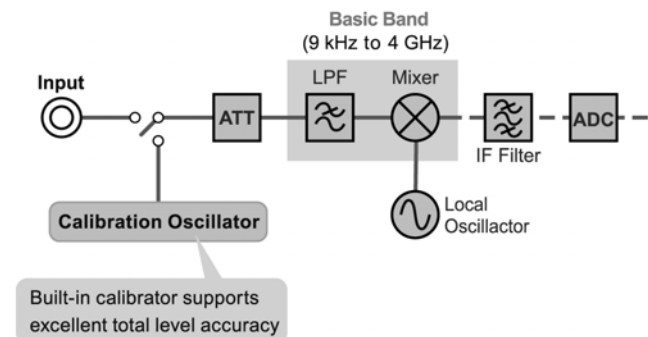 Basic Band
(9 kHz to 4 GHz)
Input
LPF
Mixer
ATT
ADC
IF Filter
Local
Oscillactor
Calibration Oscillator
Built-in calibrator supports
excellent total level accuracy